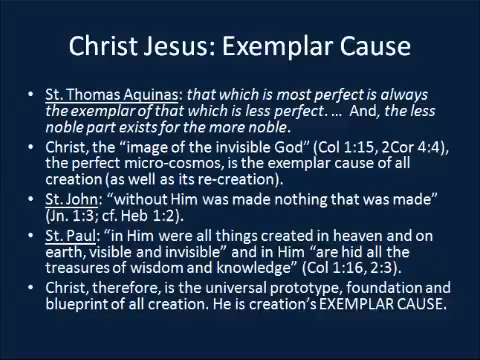 Christ Jesus: Exemplar Cause
• St. Thomas Aquinas: that which is most perfect is always
the exemplar of that which is less perfect. … And, the less
noble part exists for the more noble.
• Christ, the “image of the invisible God” (Col 1:15, 2Cor 4:4),
the perfect micro-cosmos, is the exemplar cause of all
creation (as well as its re-creation).
• St. John: “without Him was made nothing that was made”
(Jn. 1:3; cf. Heb 1:2).
• St. Paul: “in Him were all things created in heaven and on
earth, visible and invisible” and in Him “are hid all the
treasures of wisdom and knowledge” (Col 1:16, 2:3).
• Christ, therefore, is the universal prototype, foundation and
blueprint of all creation. He is creation’s EXEMPLAR CAUSE.